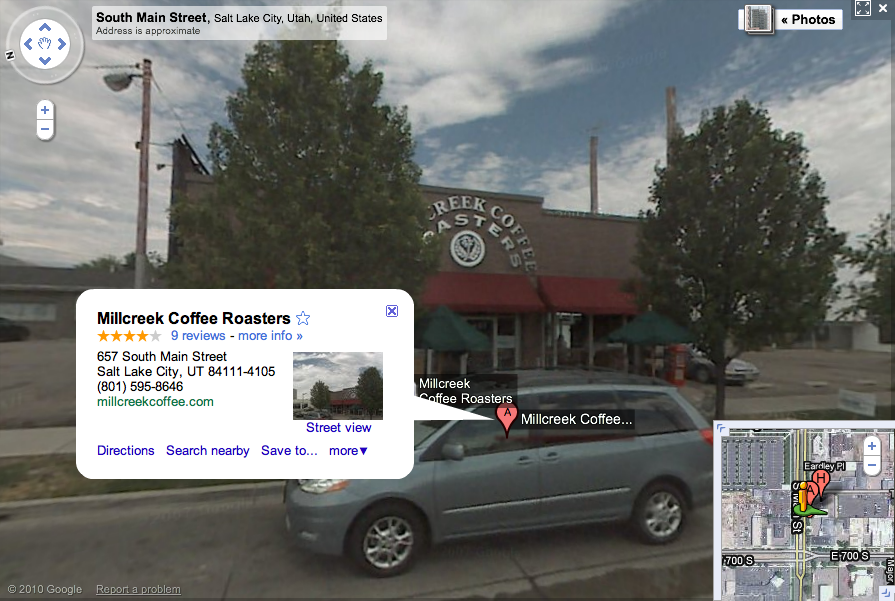 South Main Street, Salt Lake City, Utah, United States
Address is approximate
« Photos
N
CREEK COFFEE
ASTERS
Millcreek Coffee Roasters
9 reviews - more info »
657 South Main Street
Salt Lake City, UT 84111-4105
(801) 595-8646
millcreekcoffee.com
Street view
Directions Search nearby Save to... more▼
Millcreek
Coffee Roasters
A
Millcreek Coffee...
Eardley Pl
H
A
St
700 S
E 700 S
Major
© 2010 Google Report a problem